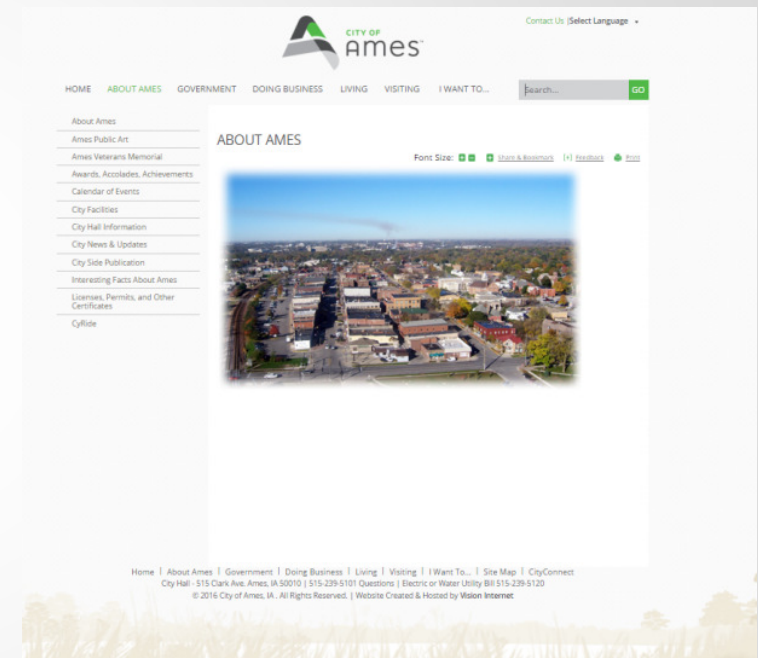 CITY OF
Ames™
Contact Us |Select Language
HOME ABOUT AMES GOVERNMENT DOING BUSINESS LIVING VISITING I WANT TO... Search... GO
About Ames
Ames Public Art
Ames Veterans Memorial
Awards, Accolades, Achievements
Calendar of Events
City Facilities
City Hall Information
City News & Updates
City Side Publication
Interesting Facts About Ames
Licenses, Permits, and Other
Certificates
CyRide
ABOUT AMES
Font Size: + - + Share & Bookmark [+] Feedback Print
Home | About Ames | Government | Doing Business | Living | Visiting | I Want To... | Site Map | CityConnect
City Hall - 515 Clark Ave. Ames, IA 50010 | 515-239-5101 Questions | Electric or Water Utility Bill 515-239-5120
© 2016 City of Ames, IA . All Rights Reserved. | Website Created & Hosted by Vision Internet